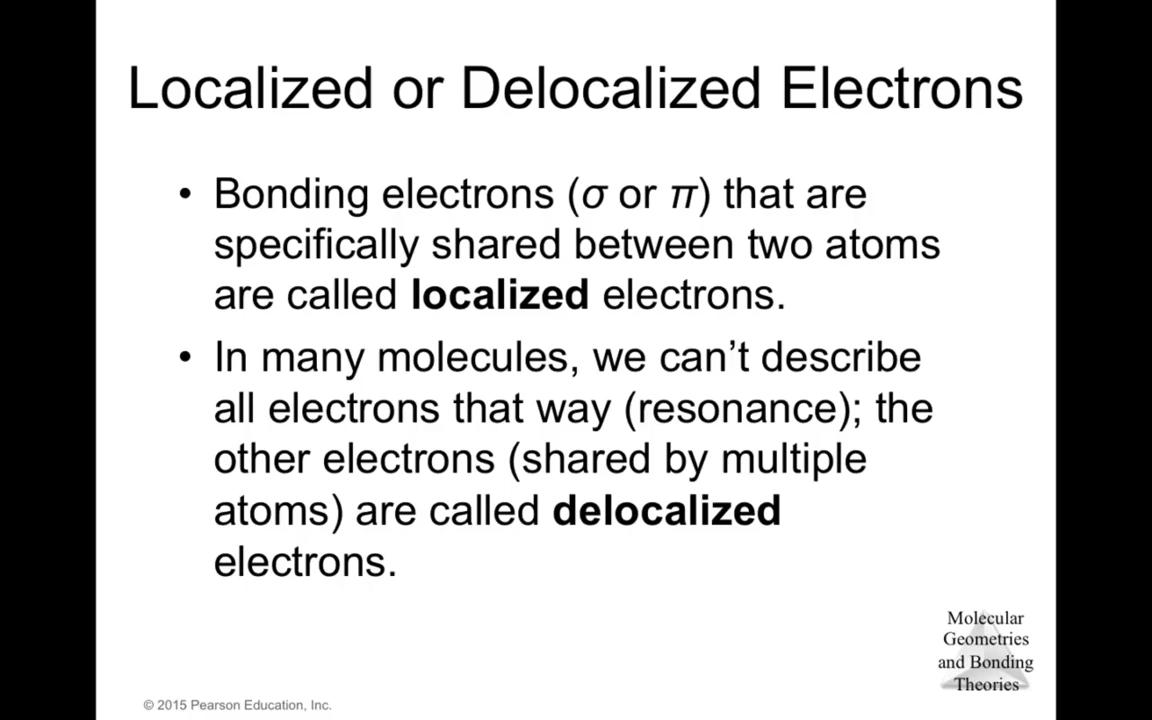 Localized or Delocalized Electrons
• Bonding electrons (σ or π) that are
specifically shared between two atoms
are called localized electrons.
• In many molecules, we can’t describe
all electrons that way (resonance); the
other electrons (shared by multiple
atoms) are called delocalized
electrons.
Molecular
Geometries
and Bonding
Theories
© 2015 Pearson Education, Inc.